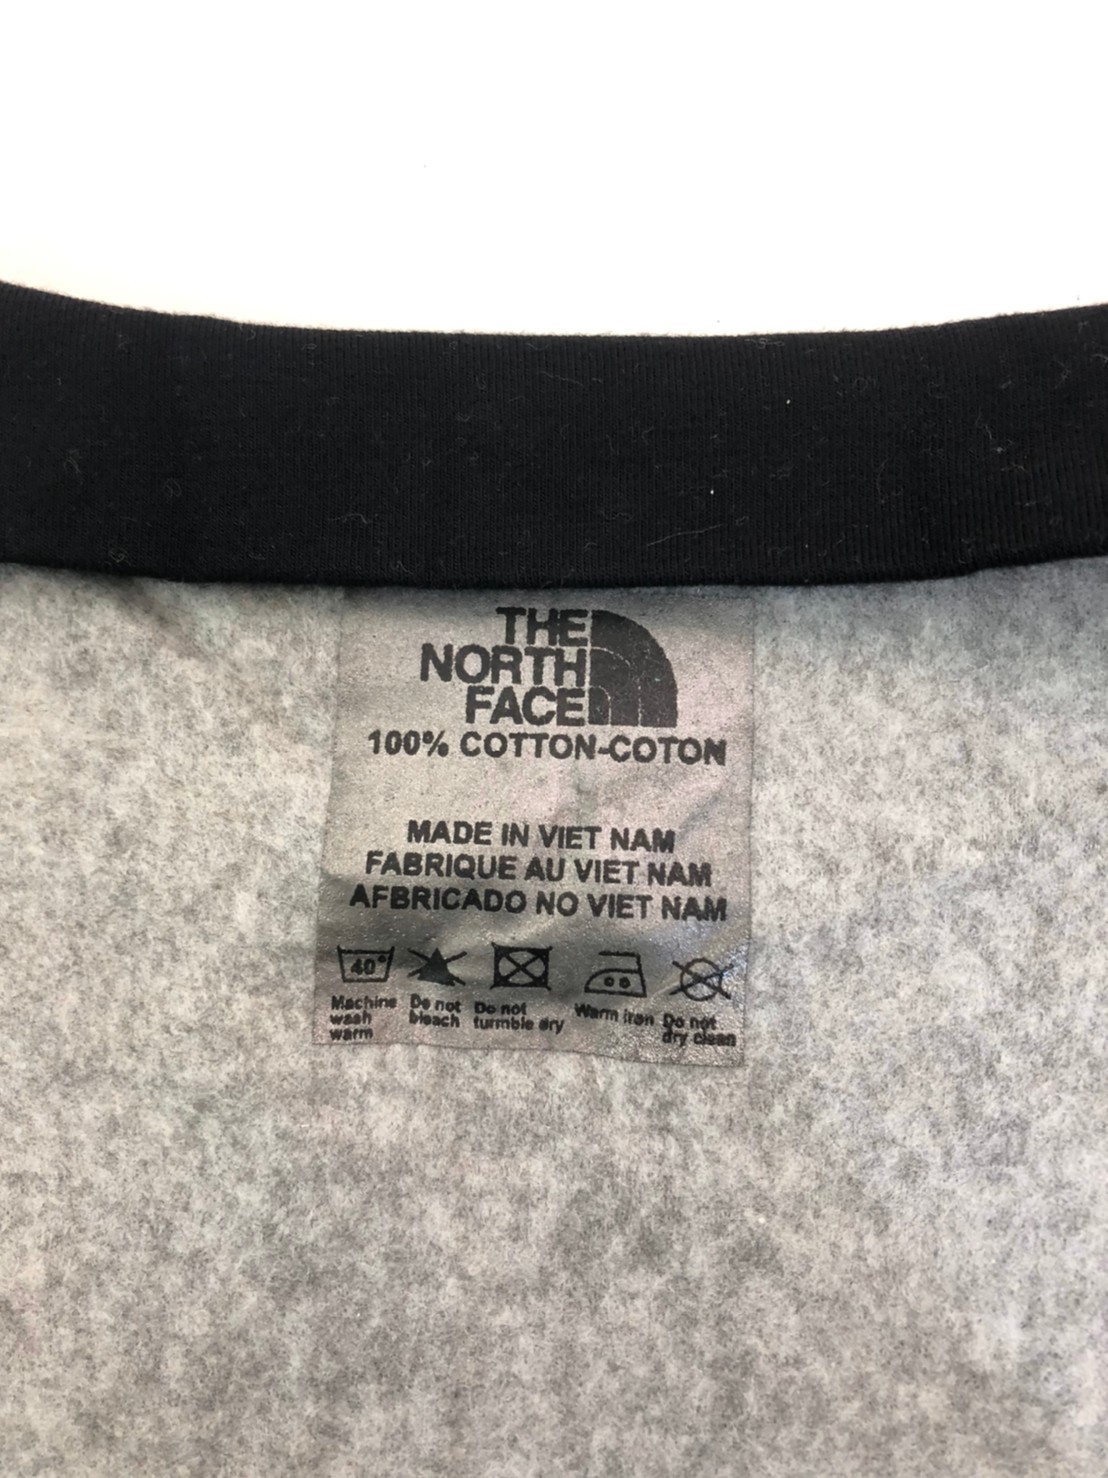 THE
NORTH
FACE
100% COTTON-COTON
MADE IN VIET NAM
FABRIQUE AU VIET NAM
AFBRICADO NO VIET NAM
40°
Machine
wash
warm
Do not
bleach
Do not
turmble dry
Warm iron
Do not
dry clean